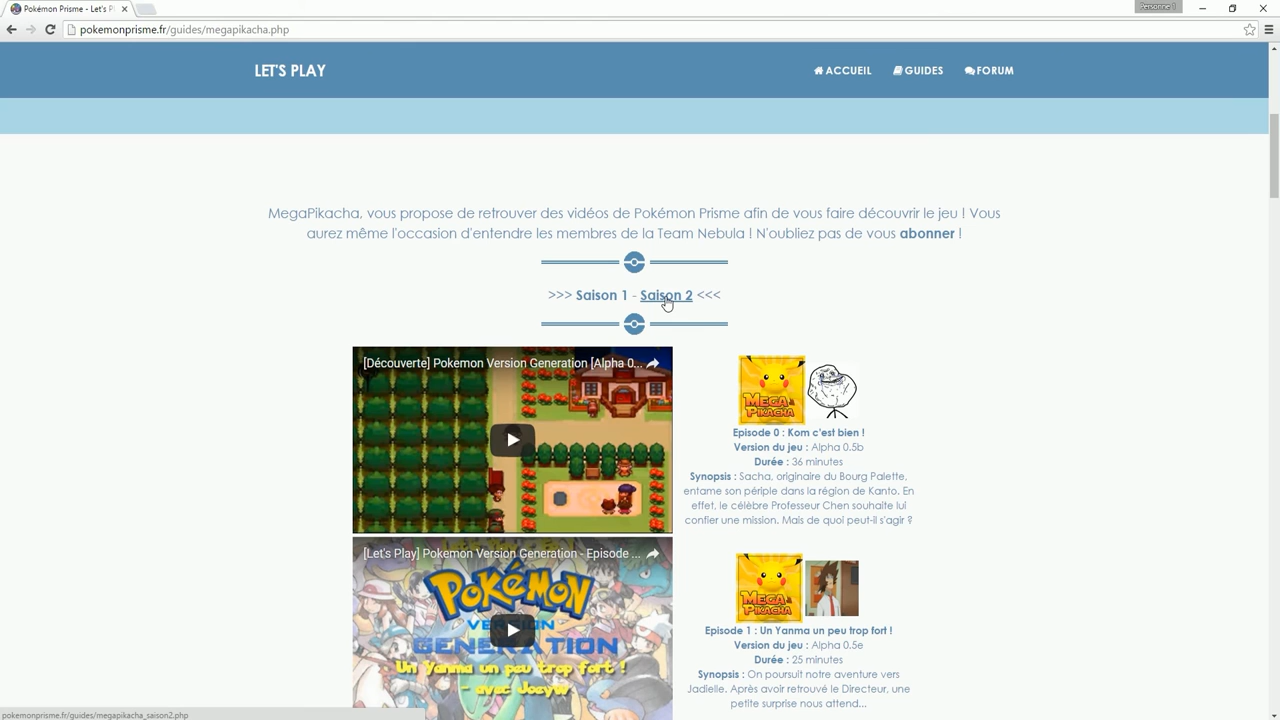 Pokémon Prisme - Let's P
Personne 1
pokemonprisme.fr/guides/megapikacha.php
LET'S PLAY
ACCUEIL
GUIDES
FORUM
MegaPikacha, vous propose de retrouver des vidéos de Pokémon Prisme afin de vous faire découvrir le jeu ! Vous
aurez même l'occasion d'entendre les membres de la Team Nebula ! N'oubliez pas de vous abonner !
>>> Saison 1 - Saison 2 <<<
[Découverte] Pokemon Version Generation [Alpha 0...
MEGA
PIKACHA
Episode 0 : Kom c'est bien !
Version du jeu : Alpha 0.5b
Durée : 36 minutes
Synopsis : Sacha, originaire du Bourg Palette,
entame son périple dans la région de Kanto. En
effet, le célèbre Professeur Chen souhaite lui
confier une mission. Mais de quoi peut-il s'agir ?
[Let's Play] Pokemon Version Generation - Episode ...
POKéMON
VERSION
GENERATION
Un Yanma un peu trop fort !
- avec Joeyw
MEGA
PIKACHA
Episode 1 : Un Yanma un peu trop fort !
Version du jeu : Alpha 0.5e
Durée : 25 minutes
Synopsis : On poursuit notre aventure vers
Jadielle. Après avoir retrouvé le Directeur, une
petite surprise nous attend...
pokemonprisme.fr/guides/megapikacha_saison2.php